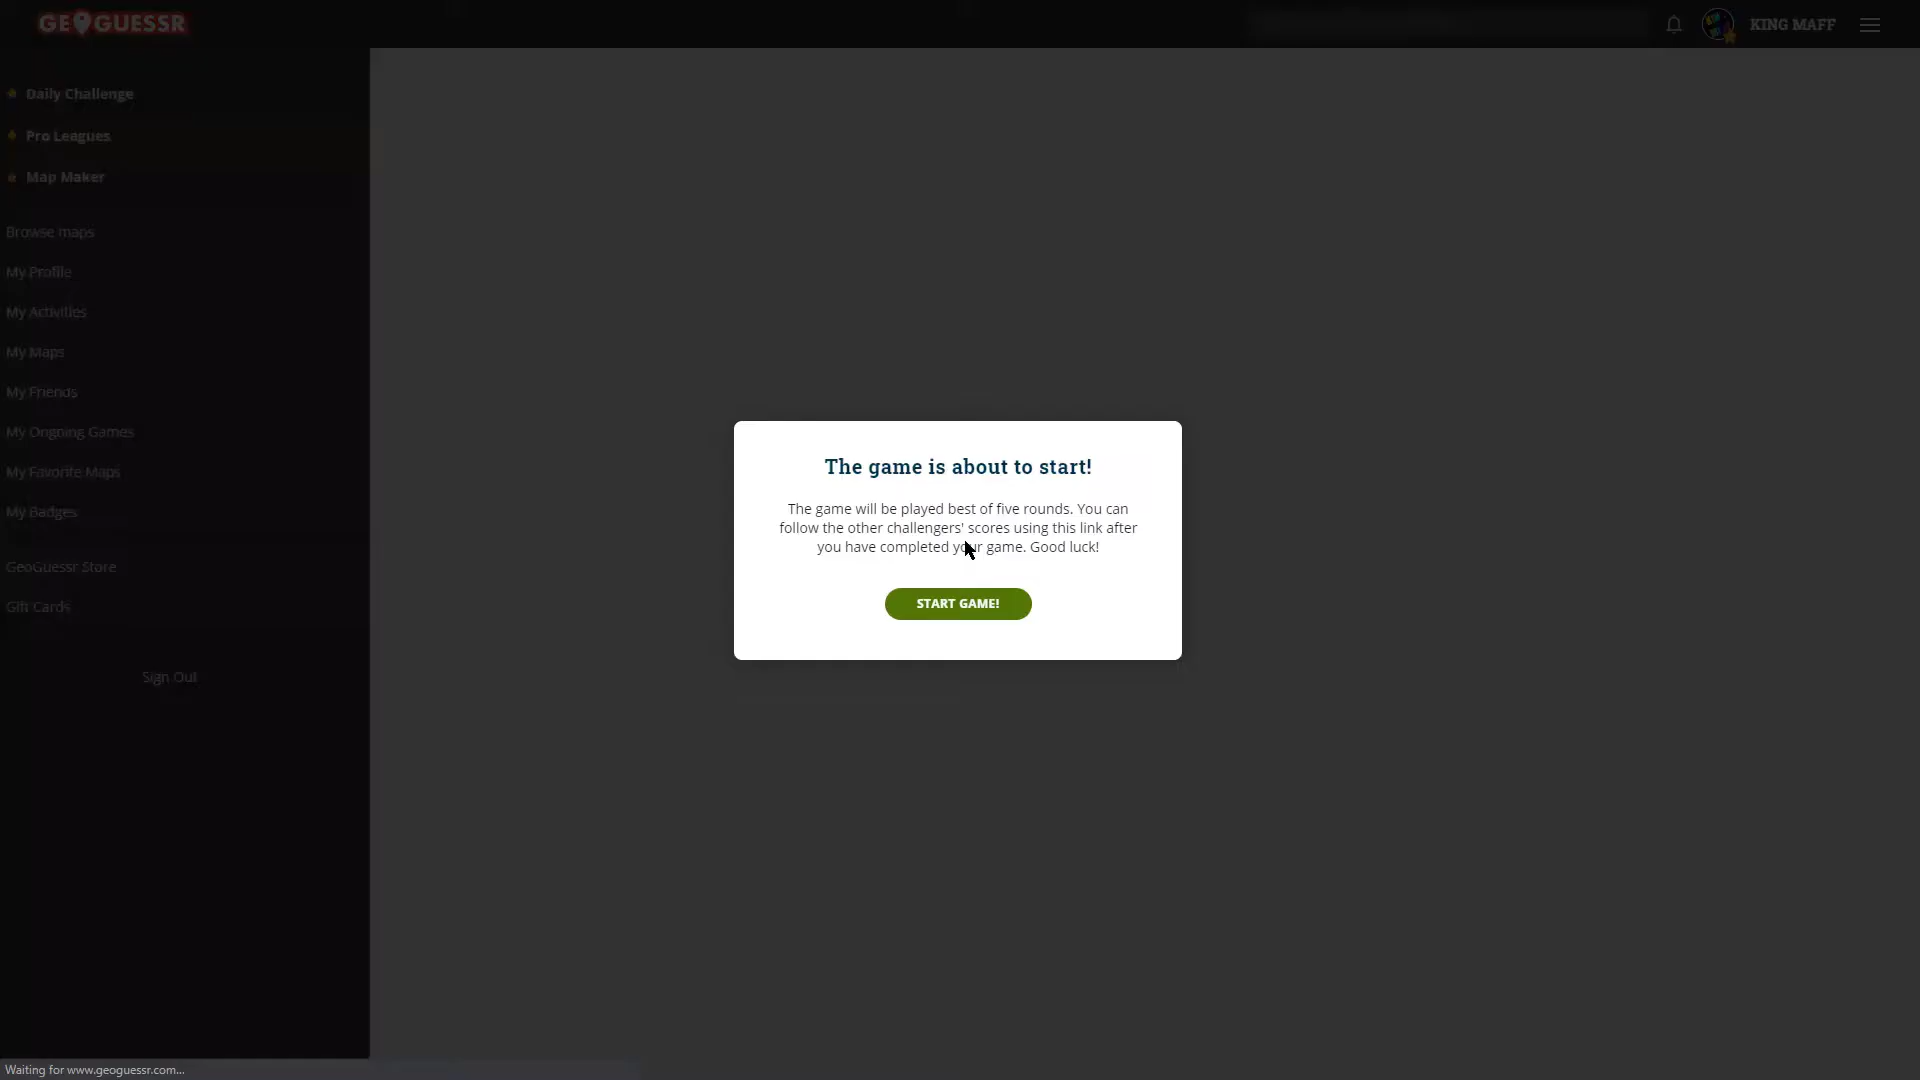 GEOGUESSR
KING MAFF
Daily Challenge
Pro Leagues
Map Maker
Browse maps
My Profile
My Activities
My Maps
My Friends
My Ongoing Games
My Favorite Maps
My Badges
GeoGuessr Store
Gift Cards
Sign Out
The game is about to start!
The game will be played best of five rounds. You can
follow the other challengers' scores using this link after
you have completed your game. Good luck!
START GAME!
Waiting for www.geoguessr.com...